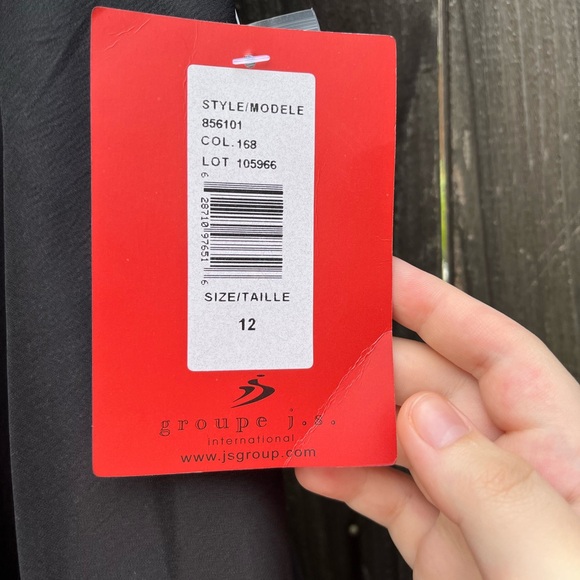 STYLE/MODELE
856101
COL.168
LOT 105966
6 28710 97651 6
SIZE/TAILLE
12
groupe j.s.
international
www.jsgroup.com